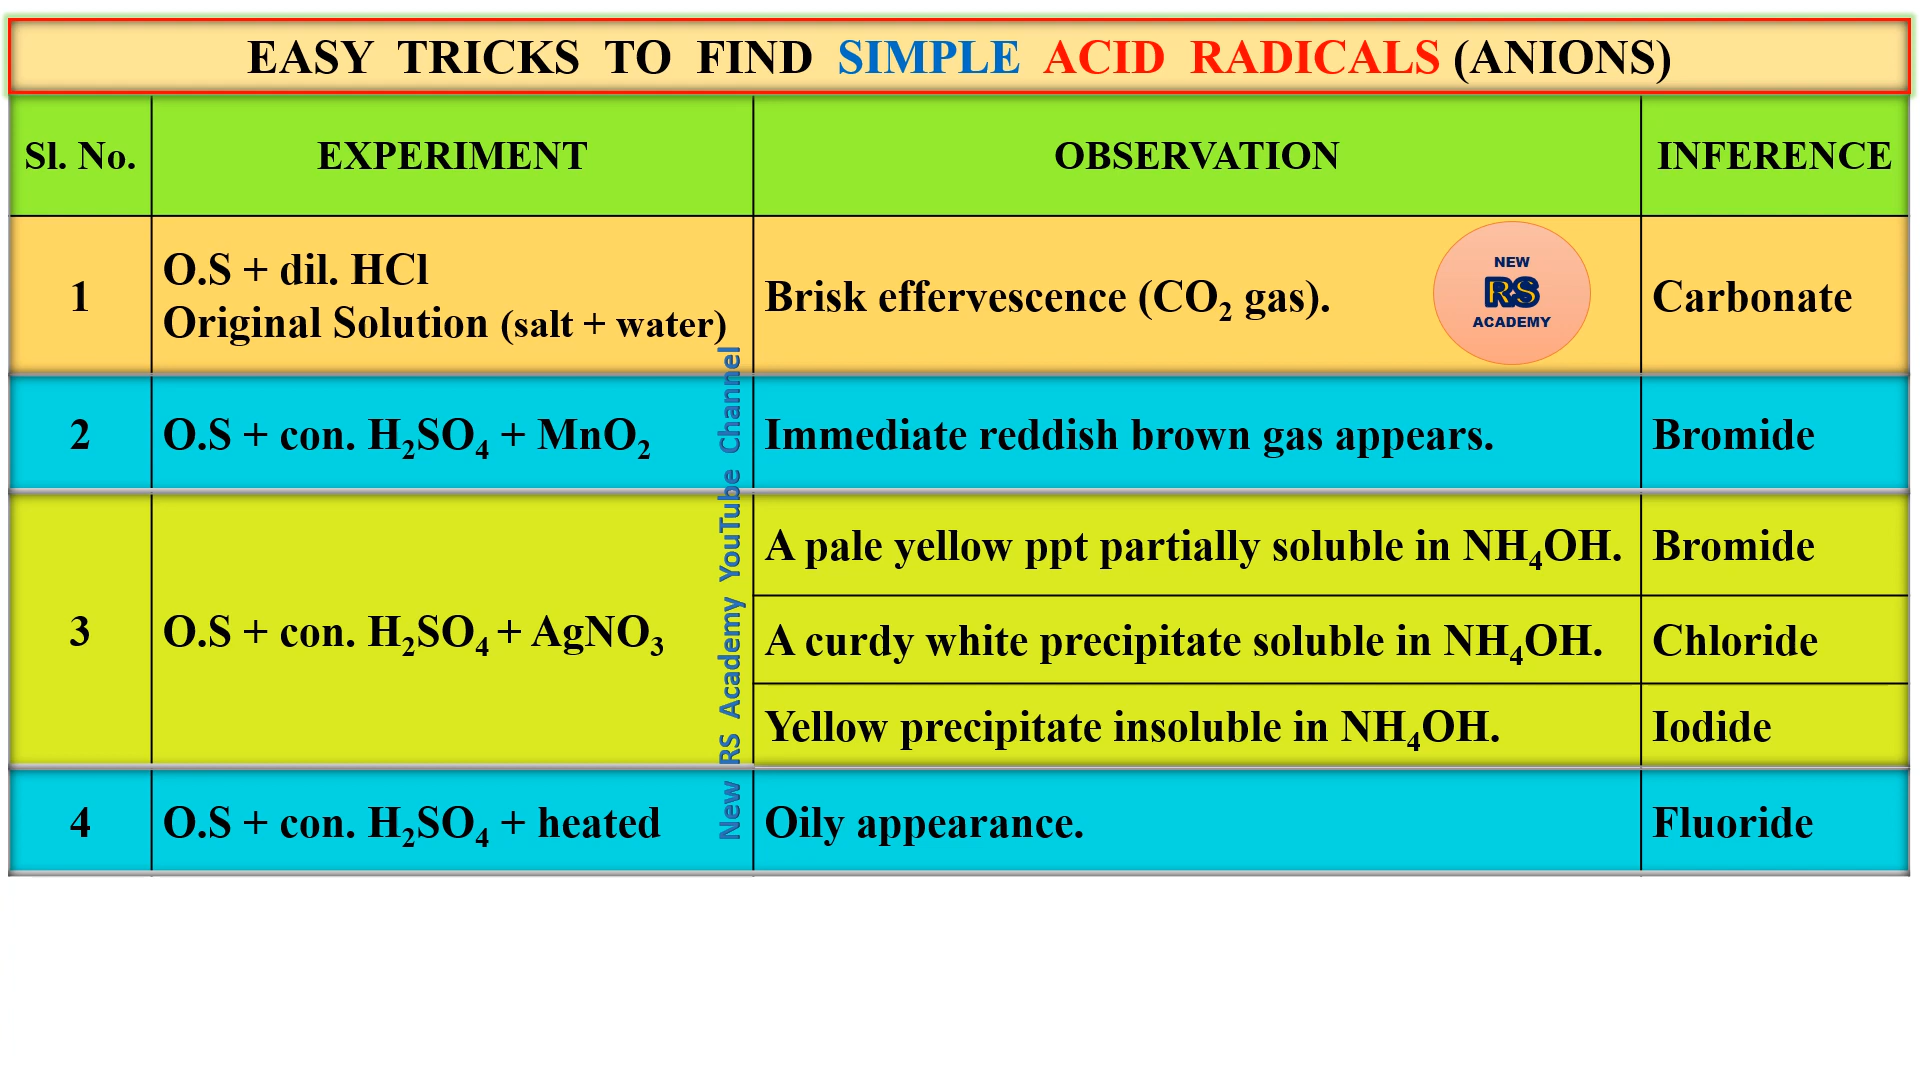 EASY TRICKS TO FIND SIMPLE ACID RADICALS (ANIONS)
Sl. No. EXPERIMENT OBSERVATION INFERENCE
1 O.S + dil. HCl
Original Solution (salt + water) Brisk effervescence (CO₂ gas). Carbonate
NEW
RS
ACADEMY
2 O.S + con. H₂SO₄ + MnO₂ Immediate reddish brown gas appears. Bromide
3 O.S + con. H₂SO₄ + AgNO₃ A pale yellow ppt partially soluble in NH₄OH. Bromide
A curdy white precipitate soluble in NH₄OH. Chloride
Yellow precipitate insoluble in NH₄OH. Iodide
4 O.S + con. H₂SO₄ + heated Oily appearance. Fluoride
New RS Academy YouTube Channel